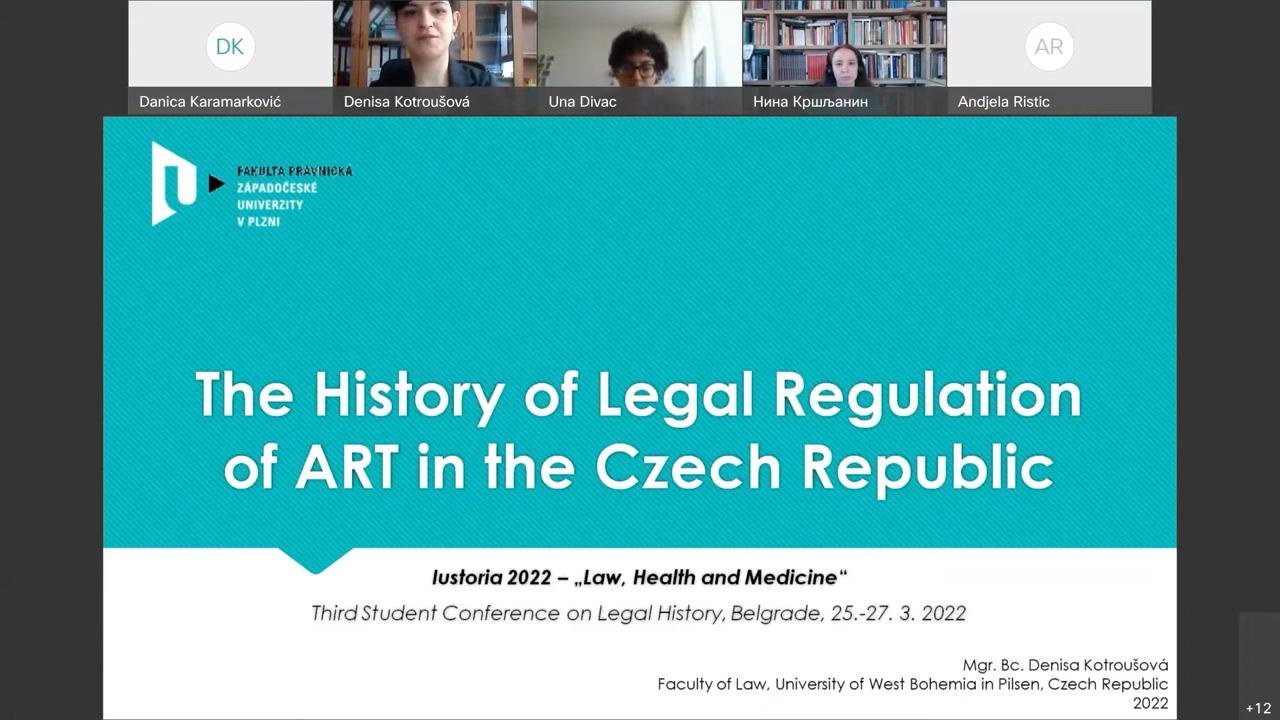 DK
AR
Danica Karamarković
Denisa Kotroušová
Una Divac
Нина Кршљанин
Andjela Ristic
FAKULTA PRÁVNICKÁ
ZÁPADOČESKÉ
UNIVERZITY
V PLZNI
The History of Legal Regulation
of ART in the Czech Republic
Iustoria 2022 – „Law, Health and Medicine“
Third Student Conference on Legal History, Belgrade, 25.-27. 3. 2022
Mgr. Bc. Denisa Kotroušová
Faculty of Law, University of West Bohemia in Pilsen, Czech Republic
2022
+12